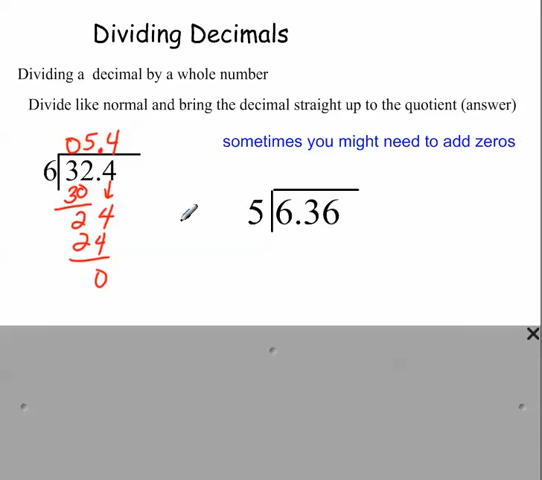 Dividing Decimals
Dividing a decimal by a whole number
Divide like normal and bring the decimal straight up to the quotient (answer)
sometimes you might need to add zeros
05.4
6 32.4
30
2 4
24
0
5 6.36